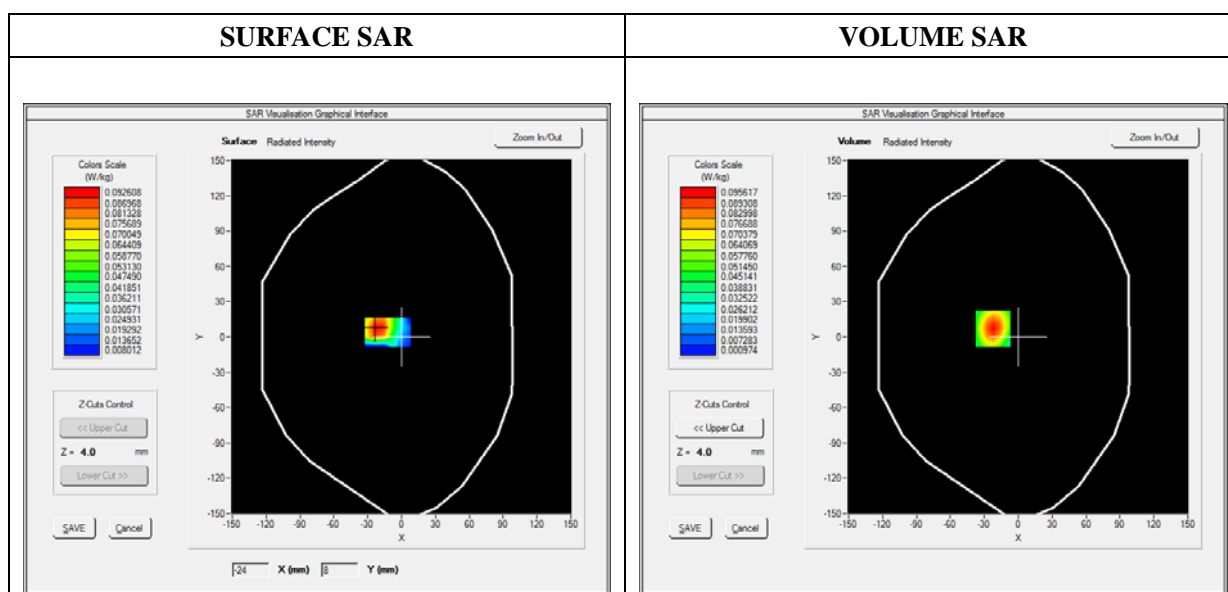 SURFACE SAR
VOLUME SAR
SAR Visualisation Graphical Interface
Surface Radiated Intensity
Zoom In/Out
Colors Scale
(W/kg)
0.092608
0.086968
0.081328
0.075689
0.070049
0.064409
0.058770
0.053130
0.047490
0.041851
0.036211
0.030571
0.024931
0.019292
0.013652
0.008012
Z-Cuts Control
<< Upper Cut
Z = 4.0 mm
Lower Cut >>
SAVE Cancel
150
120
90
60
30
0
-30
-60
-90
-120
-150
Y
-150 -120 -90 -60 -30 0 30 60 90 120 150
X
-24 X (mm) 8 Y (mm)
SAR Visualisation Graphical Interface
Volume Radiated Intensity
Zoom In/Out
Colors Scale
(W/kg)
0.095617
0.089308
0.082998
0.076688
0.070379
0.064069
0.057760
0.051450
0.045141
0.038831
0.032522
0.026212
0.019902
0.013593
0.007283
0.000974
Z-Cuts Control
<< Upper Cut
Z = 4.0 mm
Lower Cut >>
SAVE Cancel
150
120
90
60
30
0
-30
-60
-90
-120
-150
Y
-150 -120 -90 -60 -30 0 30 60 90 120 150
X